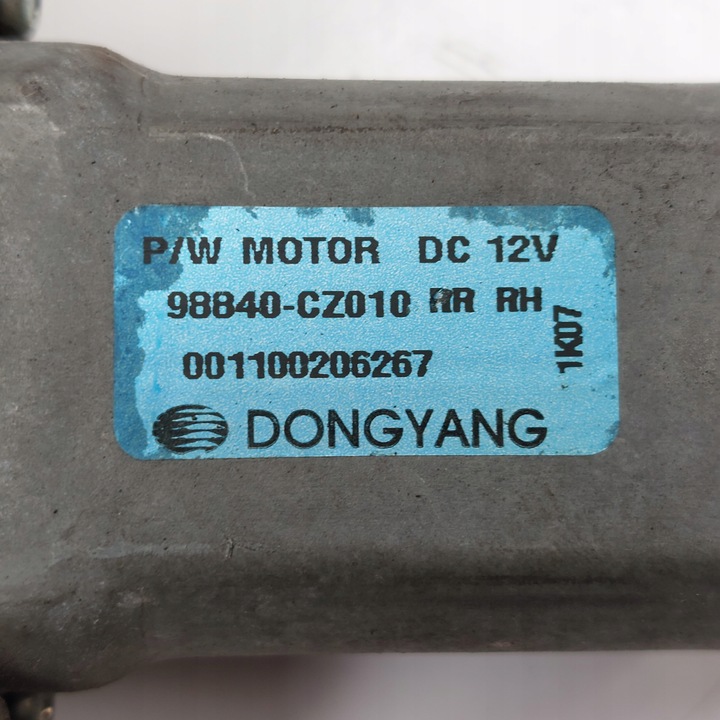 P/W MOTOR DC 12V
98840-CZ010 RR RH
1K07
001100206267
DONGYANG